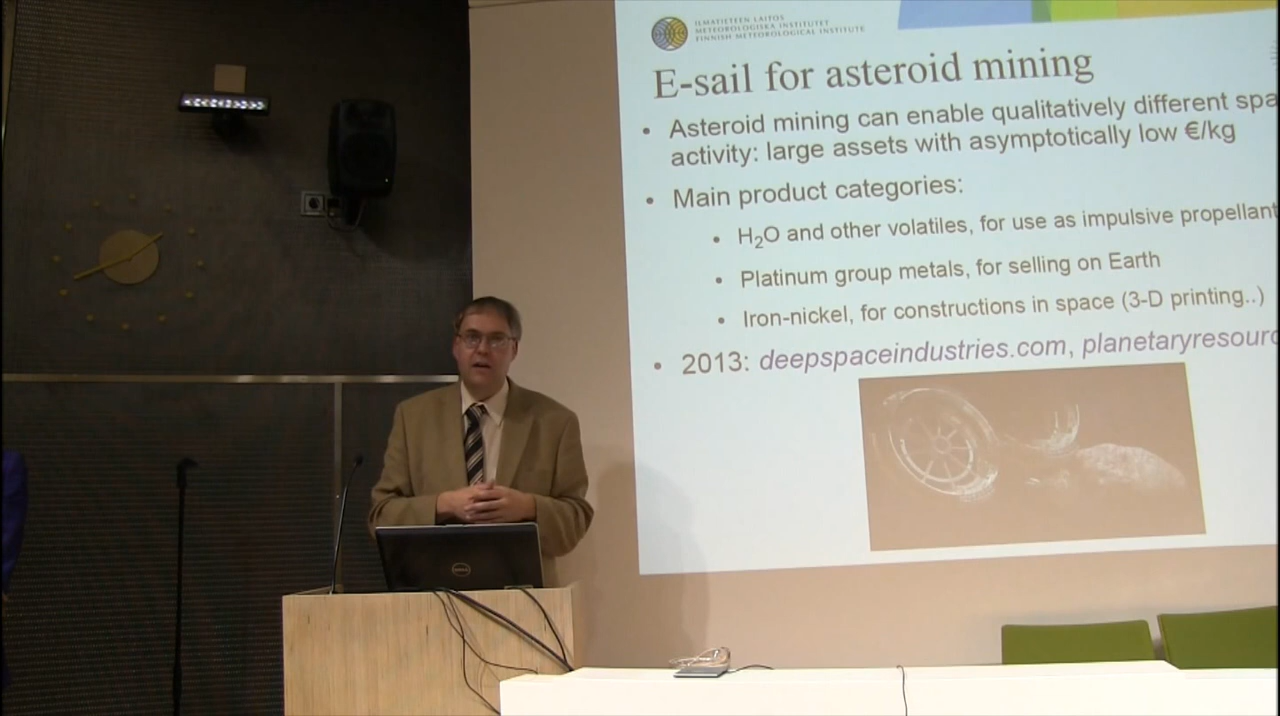 ILMATIETEEN LAITOS
METEOROLOGISKA INSTITUTET
FINNISH METEOROLOGICAL INSTITUTE
E-sail for asteroid mining
• Asteroid mining can enable qualitatively different spa
activity: large assets with asymptotically low €/kg
• Main product categories:
• H₂O and other volatiles, for use as impulsive propellant
• Platinum group metals, for selling on Earth
• Iron-nickel, for constructions in space (3-D printing..)
• 2013: deepspaceindustries.com, planetaryresourc
DELL